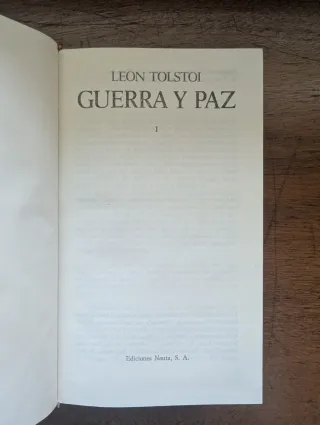 LEON TOLSTOI
GUERRA Y PAZ
I
Ediciones Nauta, S. A.